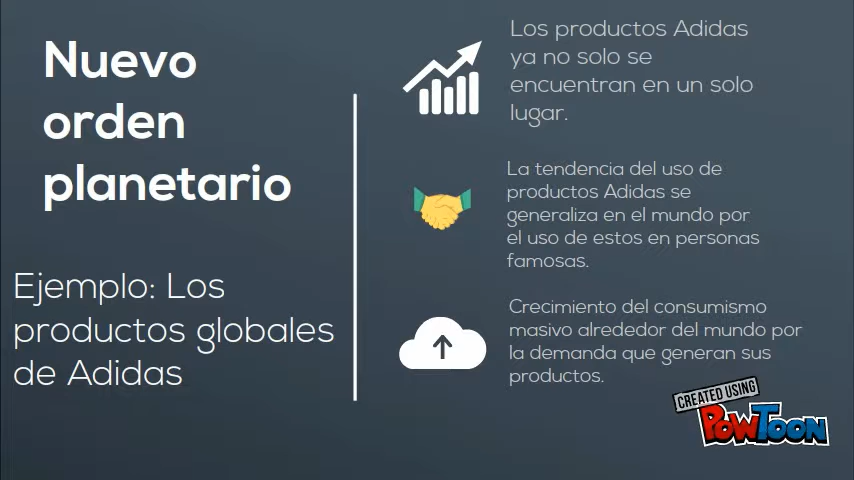 Nuevo
orden
planetario
Ejemplo: Los
productos globales
de Adidas
Los productos Adidas
ya no solo se
encuentran en un solo
lugar.
La tendencia del uso de
productos Adidas se
generaliza en el mundo por
el uso de estos en personas
famosas.
Crecimiento del consumismo
masivo alrededor del mundo por
la demanda que generan sus
productos.
CREATED USING
POWTOON